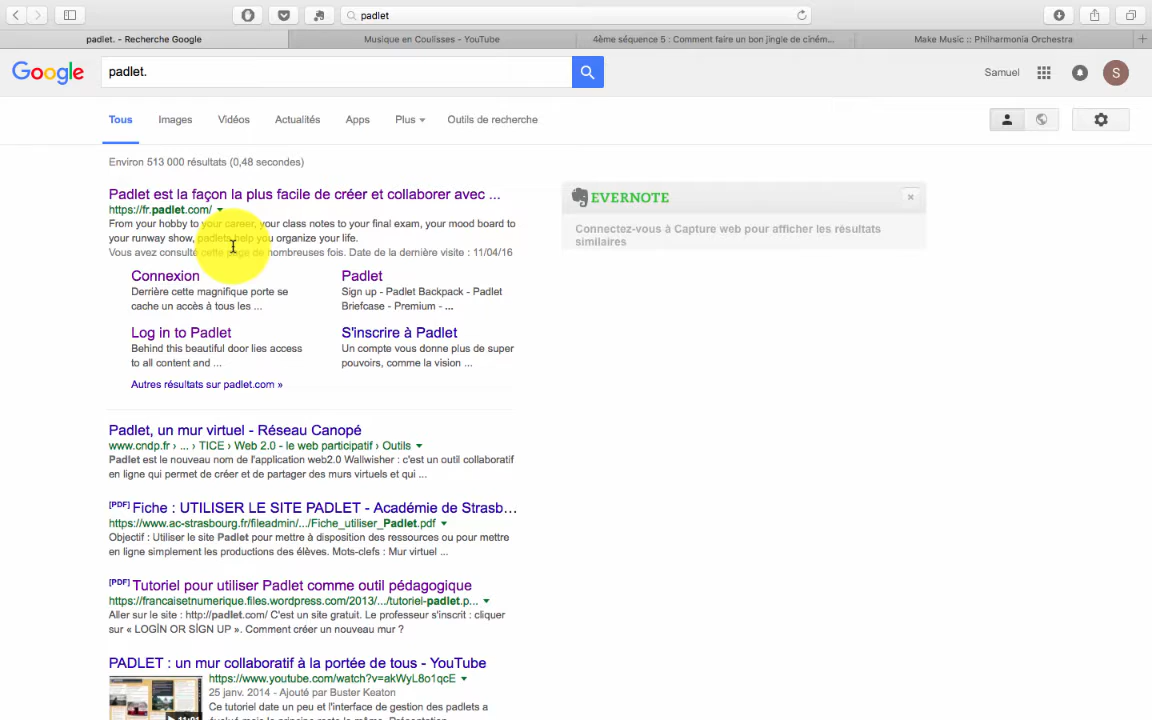 padlet
padlet. - Recherche Google
Musique en Coulisses - YouTube
4ème séquence 5 : Comment faire un bon jingle de ciném...
Make Music :: Philharmonia Orchestra
Google
padlet.
Samuel
S
Tous
Images
Vidéos
Actualités
Apps
Plus
Outils de recherche
Environ 513 000 résultats (0,48 secondes)
Padlet est la façon la plus facile de créer et collaborer avec ...
https://fr.padlet.com/
From your hobby to your career, your class notes to your final exam, your mood board to
your runway show, padlets help you organize your life.
Vous avez consulté cette page de nombreuses fois. Date de la dernière visite : 11/04/16
Connexion
Derrière cette magnifique porte se
cache un accès à tous les ...
Padlet
Sign up - Padlet Backpack - Padlet
Briefcase - Premium - ...
Log in to Padlet
Behind this beautiful door lies access
to all content and ...
S'inscrire à Padlet
Un compte vous donne plus de super
pouvoirs, comme la vision ...
Autres résultats sur padlet.com »
EVERNOTE
Connectez-vous à Capture web pour afficher les résultats
similaires
Padlet, un mur virtuel - Réseau Canopé
www.cndp.fr › ... › TICE › Web 2.0 - le web participatif › Outils
Padlet est le nouveau nom de l'application web2.0 Wallwisher : c'est un outil collaboratif
en ligne qui permet de créer et de partager des murs virtuels et qui ...
[PDF] Fiche : UTILISER LE SITE PADLET - Académie de Strasb...
https://www.ac-strasbourg.fr/fileadmin/.../Fiche_utiliser_Padlet.pdf
Objectif : Utiliser le site Padlet pour mettre à disposition des ressources ou pour mettre
en ligne simplement les productions des élèves. Mots-clefs : Mur virtuel ...
[PDF] Tutoriel pour utiliser Padlet comme outil pédagogique
https://francaisetnumerique.files.wordpress.com/2013/.../tutoriel-padlet.p...
Aller sur le site : http://padlet.com/ C'est un site gratuit. Le professeur s'inscrit : cliquer
sur « LOGIN OR SIGN UP ». Comment créer un nouveau mur ?
PADLET : un mur collaboratif à la portée de tous - YouTube
https://www.youtube.com/watch?v=akWyL8o1qcE
25 janv. 2014 - Ajouté par Buster Keaton
Ce tutoriel date un peu et l'interface de gestion des padlets a